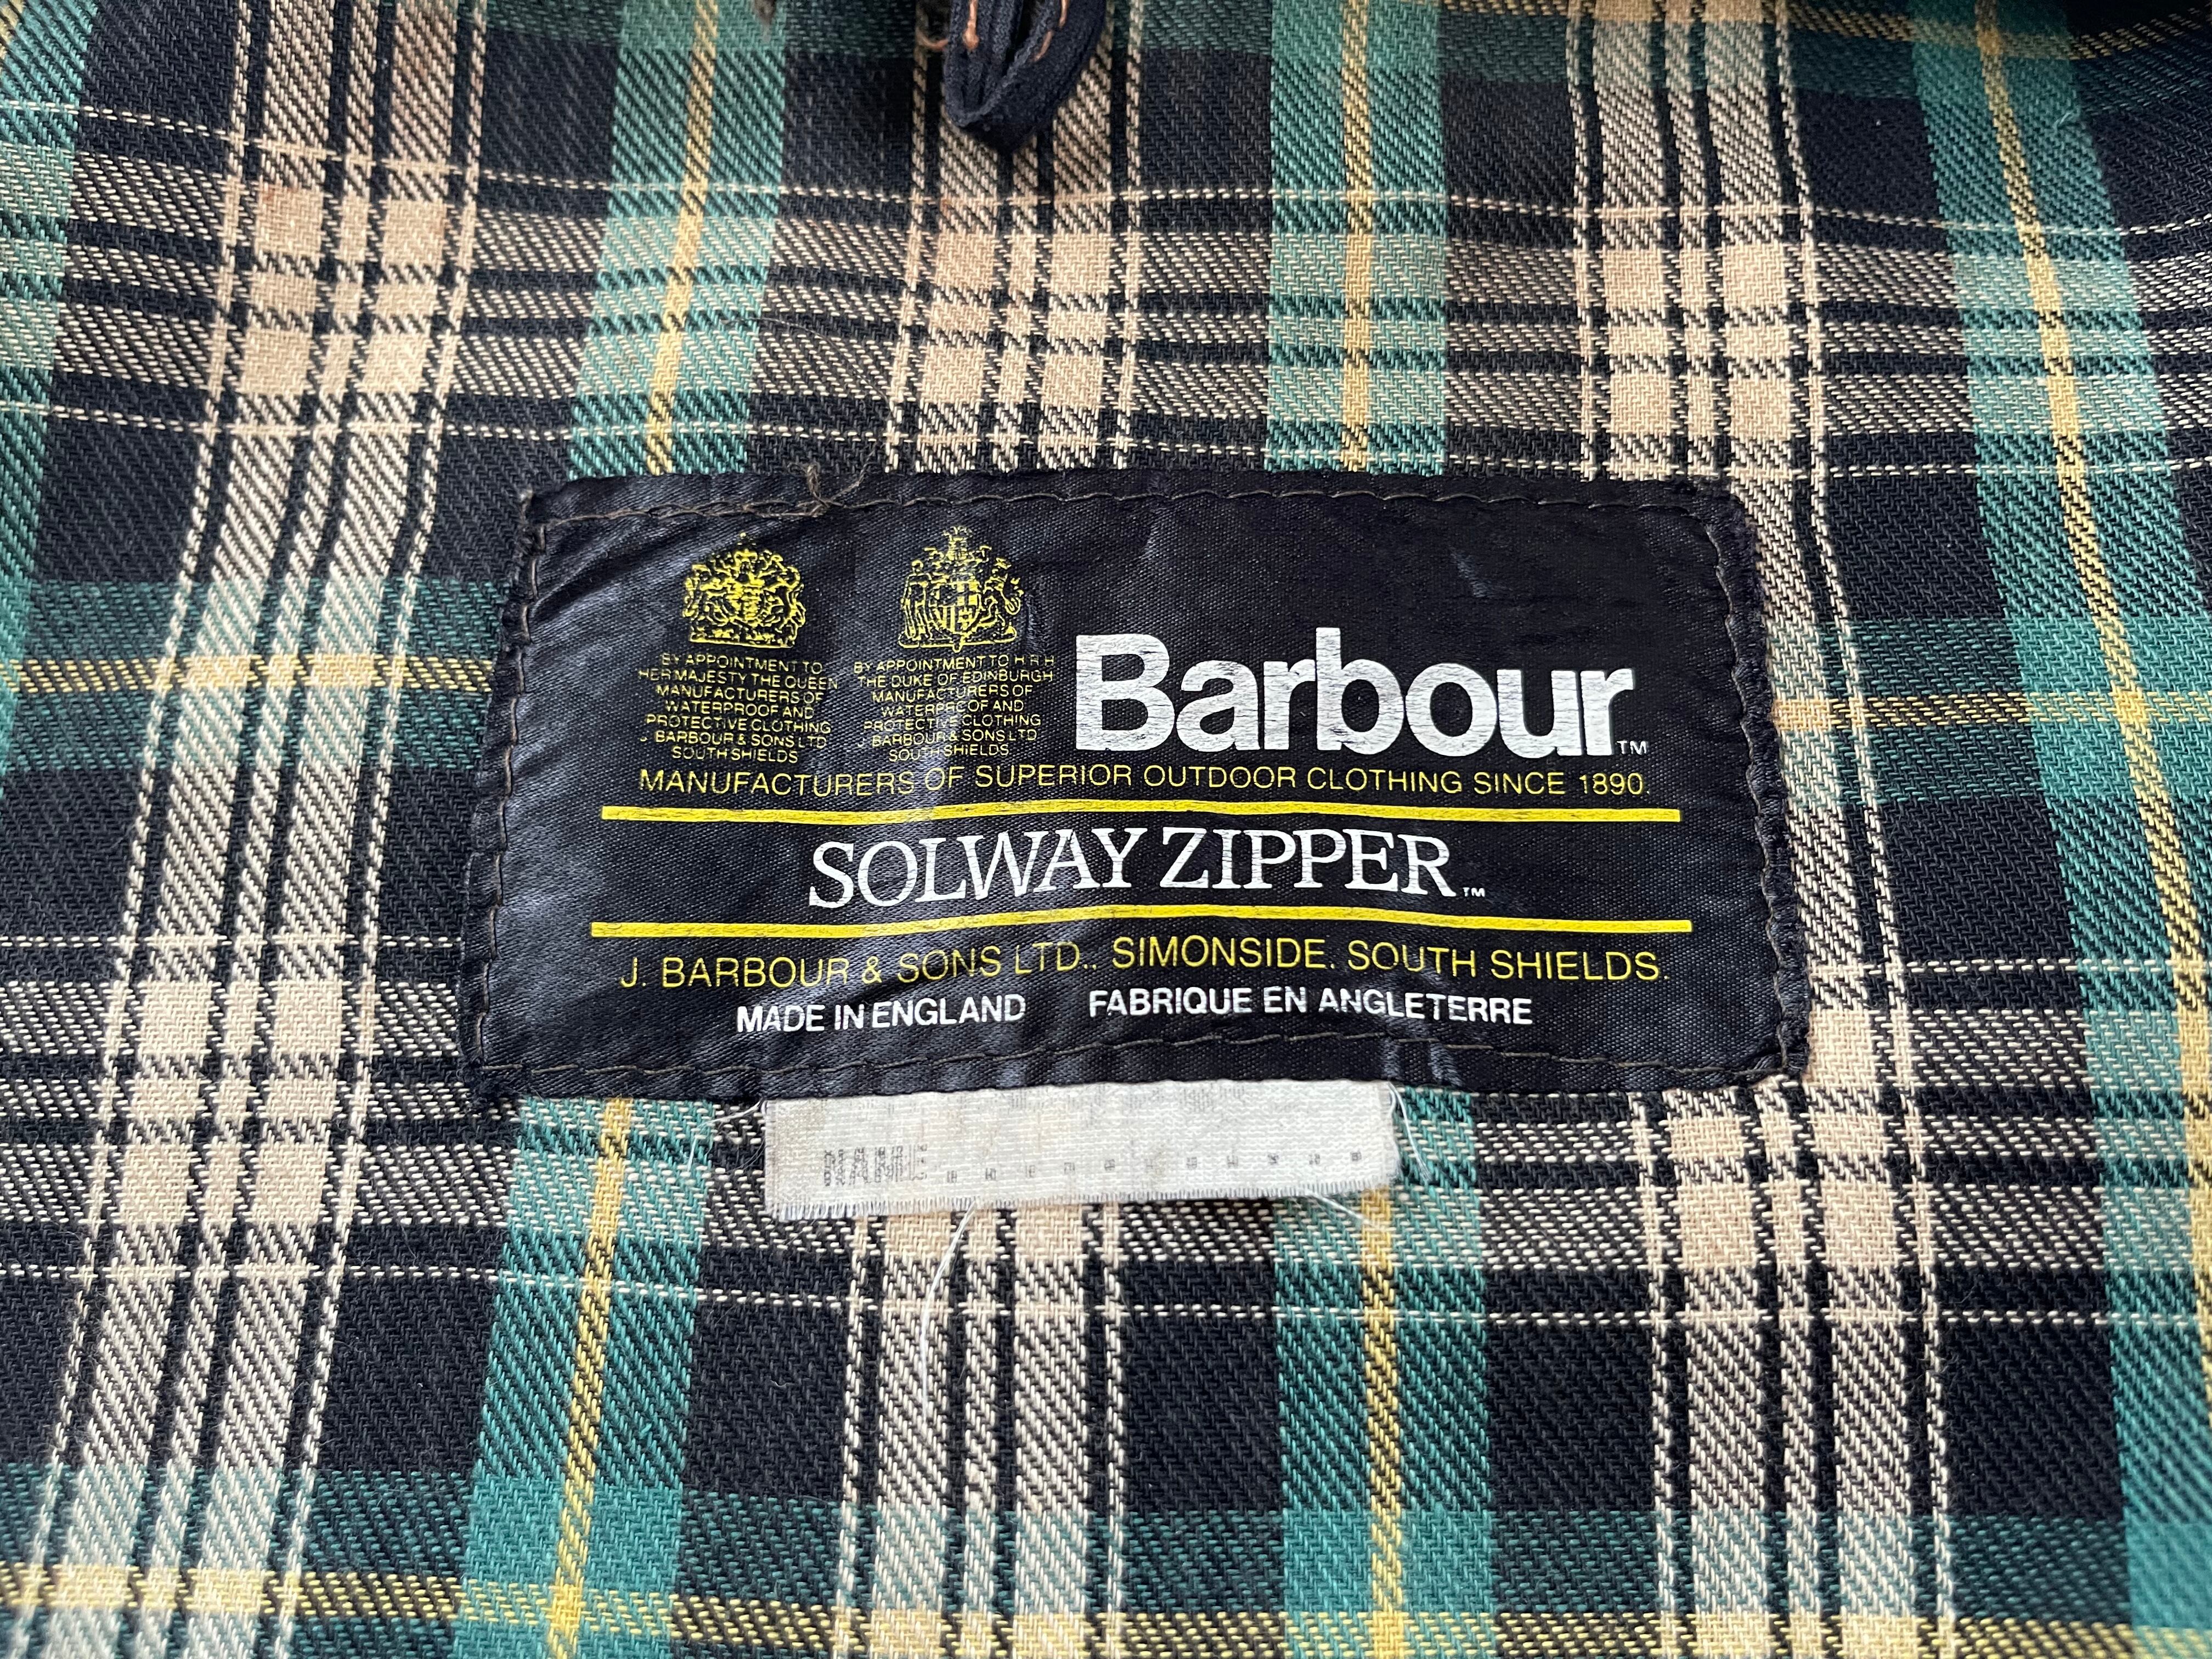 BY APPOINTMENT TO
HER MAJESTY THE QUEEN
MANUFACTURERS OF
WATERPROOF AND
PROTECTIVE CLOTHING
J. BARBOUR & SONS LTD
SOUTH SHIELDS
BY APPOINTMENT TO H R H
THE DUKE OF EDINBURGH
MANUFACTURERS OF
WATERPROOF AND
PROTECTIVE CLOTHING
J. BARBOUR & SONS LTD
SOUTH SHIELDS
Barbour™
MANUFACTURERS OF SUPERIOR OUTDOOR CLOTHING SINCE 1890
SOLWAY ZIPPER™
J. BARBOUR & SONS LTD., SIMONSIDE. SOUTH SHIELDS.
MADE IN ENGLAND FABRIQUE EN ANGLETERRE
NAME